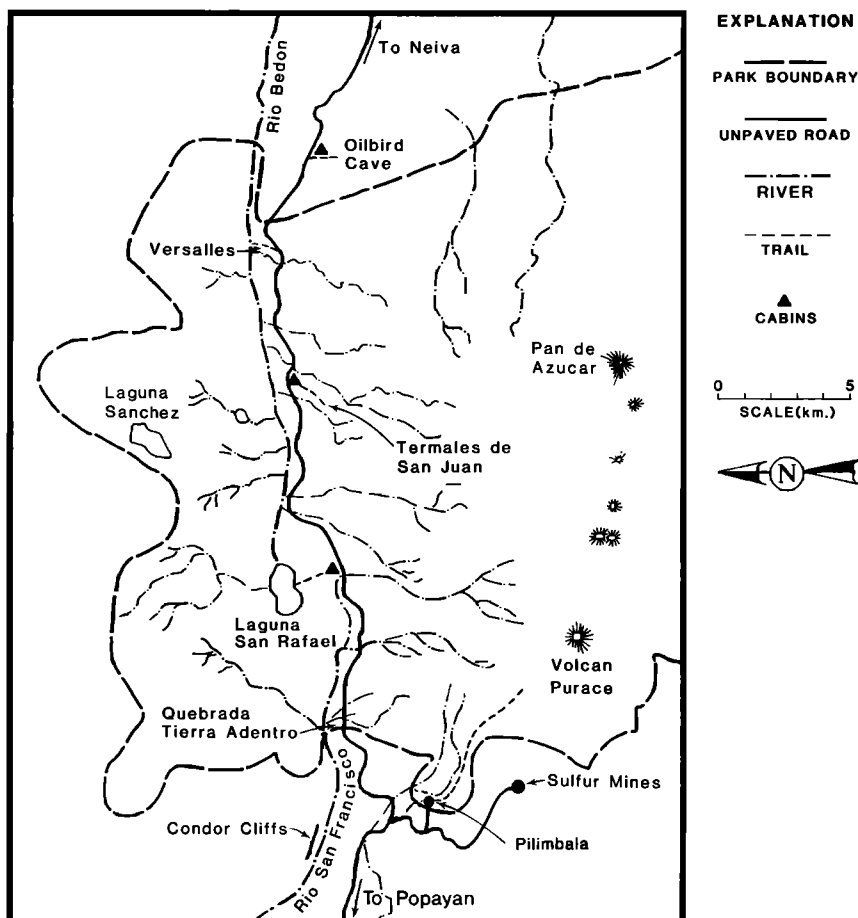 To Neiva
Rio Bedon
Oilbird
Cave
Versalles
Pan de
Azucar
Laguna
Sanchez
Termales de
San Juan
Laguna
San Rafael
Volcan
Purace
Quebrada
Tierra Adentro
Sulfur Mines
Condor Cliffs
Rio San Francisco
Pilimbala
To Popayan
EXPLANATION
PARK BOUNDARY
UNPAVED ROAD
RIVER
TRAIL
CABINS
0 5
SCALE(km.)
N